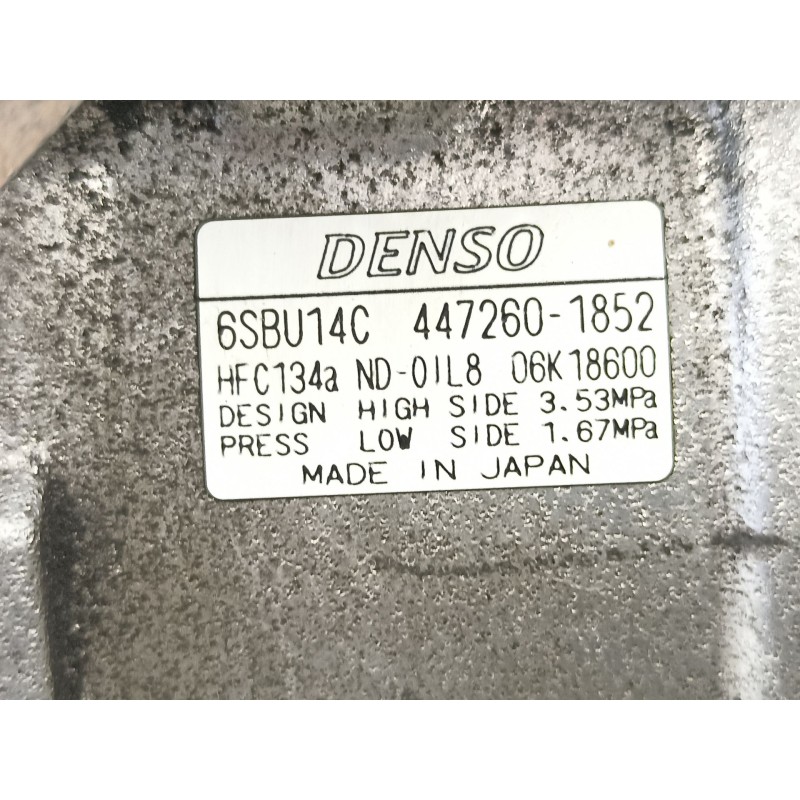 DENSO
6SBU14C 447260-1852
HFC134a ND-OIL8 06K18600
DESIGN HIGH SIDE 3.53MPa
PRESS LOW SIDE 1.67MPa
MADE IN JAPAN